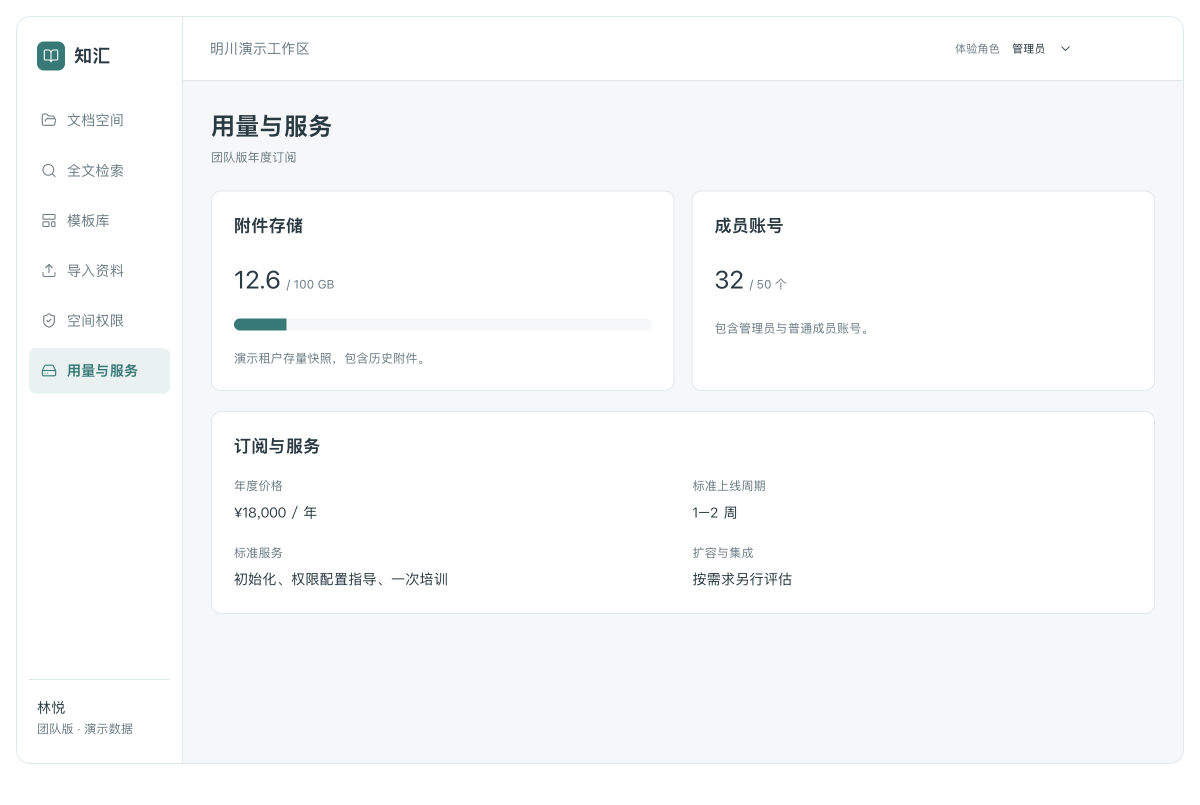 知汇
文档空间
全文检索
模板库
导入资料
空间权限
用量与服务
林悦
团队版 · 演示数据
明川演示工作区
体验角色 管理员
用量与服务
团队版年度订阅
附件存储
12.6 / 100 GB
演示租户存量快照，包含历史附件。
成员账号
32 / 50 个
包含管理员与普通成员账号。
订阅与服务
年度价格
¥18,000 / 年
标准上线周期
1—2 周
标准服务
初始化、权限配置指导、一次培训
扩容与集成
按需求另行评估